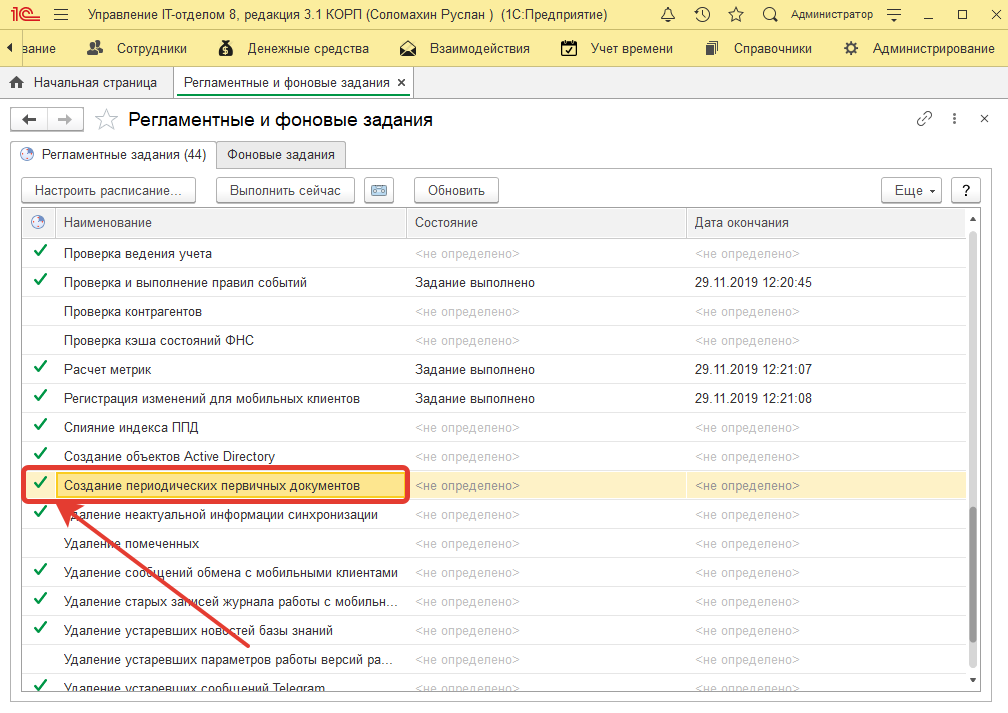 1С Управление IT-отделом 8, редакция 3.1 КОРП (Соломахин Руслан ) (1С:Предприятие) Администратор
вание Сотрудники Денежные средства Взаимодействия Учет времени Справочники Администрирование
Начальная страница Регламентные и фоновые задания ×
Регламентные и фоновые задания
Регламентные задания (44) Фоновые задания
Настроить расписание... Выполнить сейчас Обновить Еще ?
Наименование Состояние Дата окончания
Проверка ведения учета <не определено> <не определено>
Проверка и выполнение правил событий Задание выполнено 29.11.2019 12:20:45
Проверка контрагентов <не определено> <не определено>
Проверка кэша состояний ФНС <не определено> <не определено>
Расчет метрик Задание выполнено 29.11.2019 12:21:07
Регистрация изменений для мобильных клиентов Задание выполнено 29.11.2019 12:21:08
Слияние индекса ППД <не определено> <не определено>
Создание объектов Active Directory <не определено> <не определено>
Создание периодических первичных документов <не определено> <не определено>
Удаление неактуальной информации синхронизации <не определено> <не определено>
Удаление помеченных <не определено> <не определено>
Удаление сообщений обмена с мобильными клиентами <не определено> <не определено>
Удаление старых записей журнала работы с мобильн... <не определено> <не определено>
Удаление устаревших новостей базы знаний <не определено> <не определено>
Удаление устаревших параметров работы версий ра... <не определено> <не определено>
Удаление устаревших сообщений Telegram <не определено> <не определено>